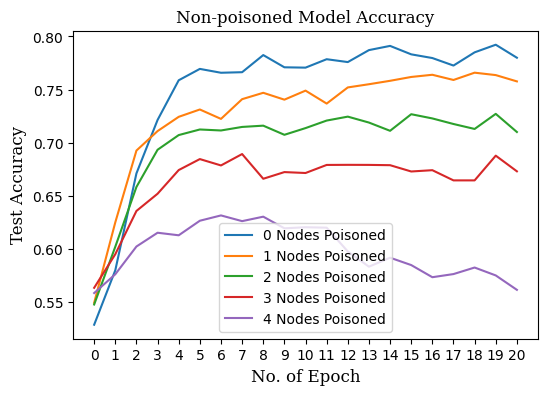 Non-poisoned Model Accuracy
0.80
0.75
0.70
0.65
0.60
0.55
Test Accuracy
0 Nodes Poisoned
1 Nodes Poisoned
2 Nodes Poisoned
3 Nodes Poisoned
4 Nodes Poisoned
0 1 2 3 4 5 6 7 8 9 10 11 12 13 14 15 16 17 18 19 20
No. of Epoch